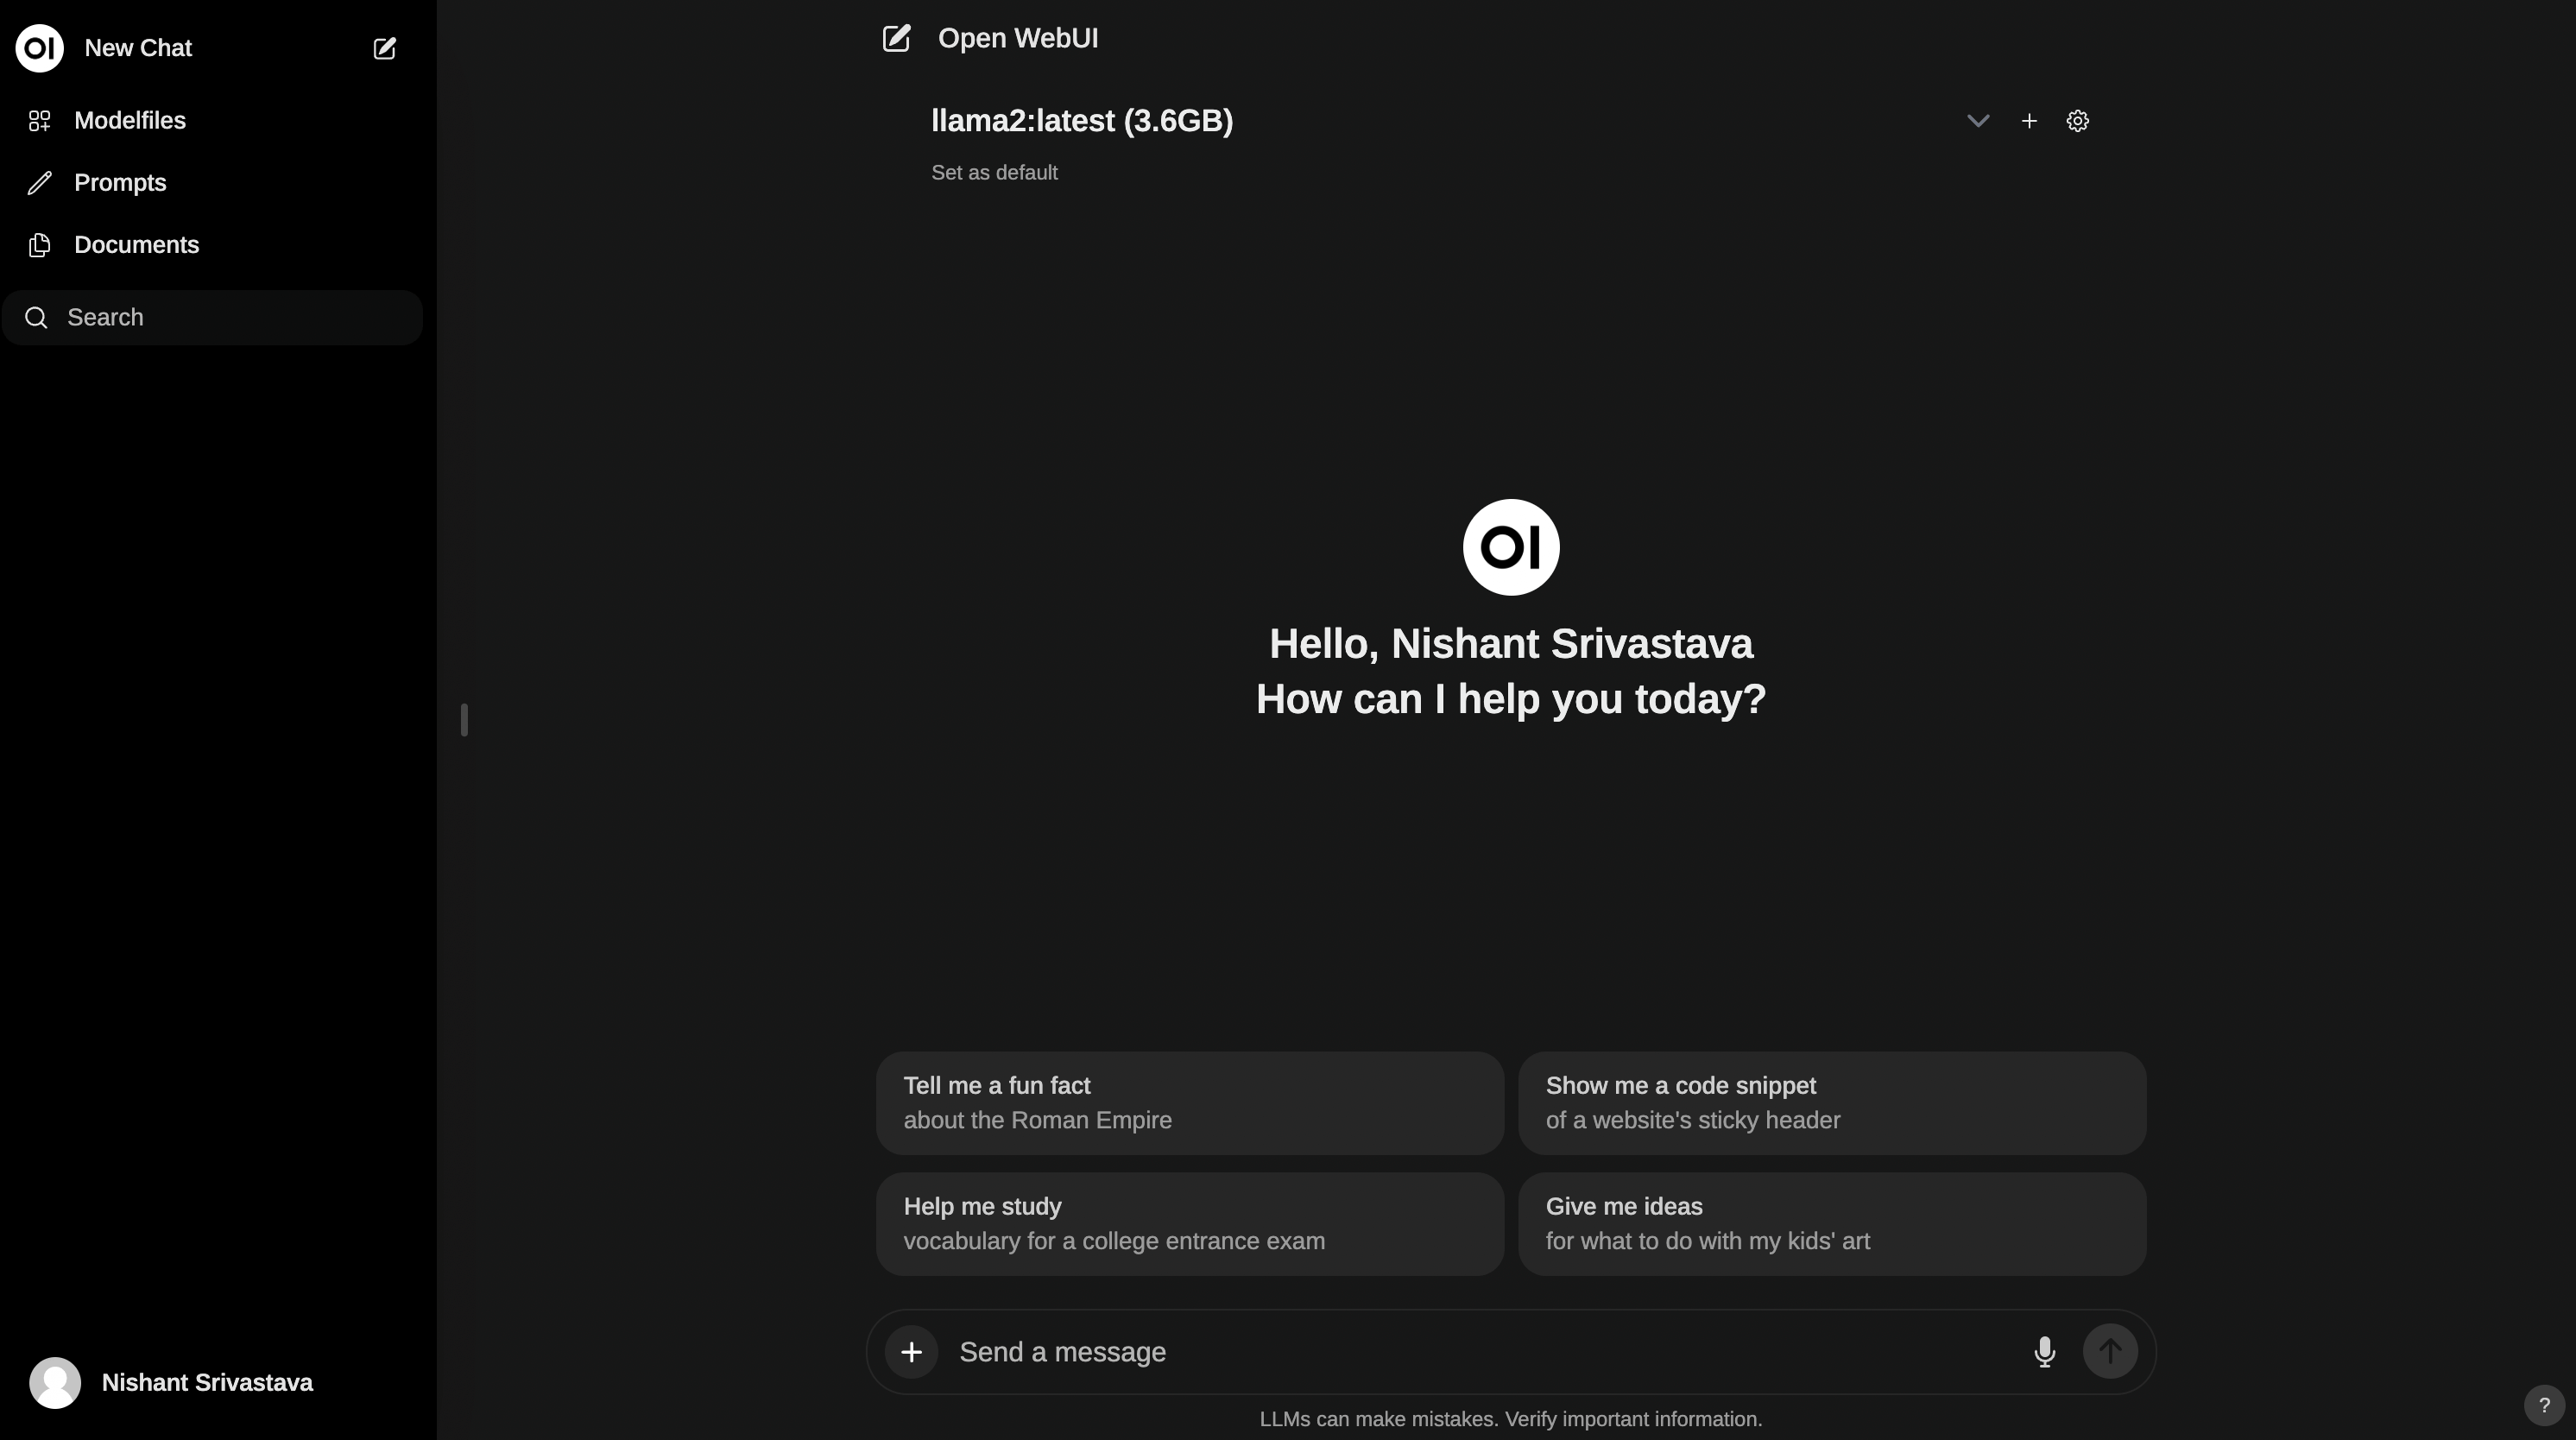 OI New Chat
Modelfiles
Prompts
Documents
Search
Nishant Srivastava
Open WebUI
llama2:latest (3.6GB)
Set as default
OI
Hello, Nishant Srivastava
How can I help you today?
Tell me a fun fact
about the Roman Empire
Show me a code snippet
of a website's sticky header
Help me study
vocabulary for a college entrance exam
Give me ideas
for what to do with my kids' art
Send a message
LLMs can make mistakes. Verify important information.
?